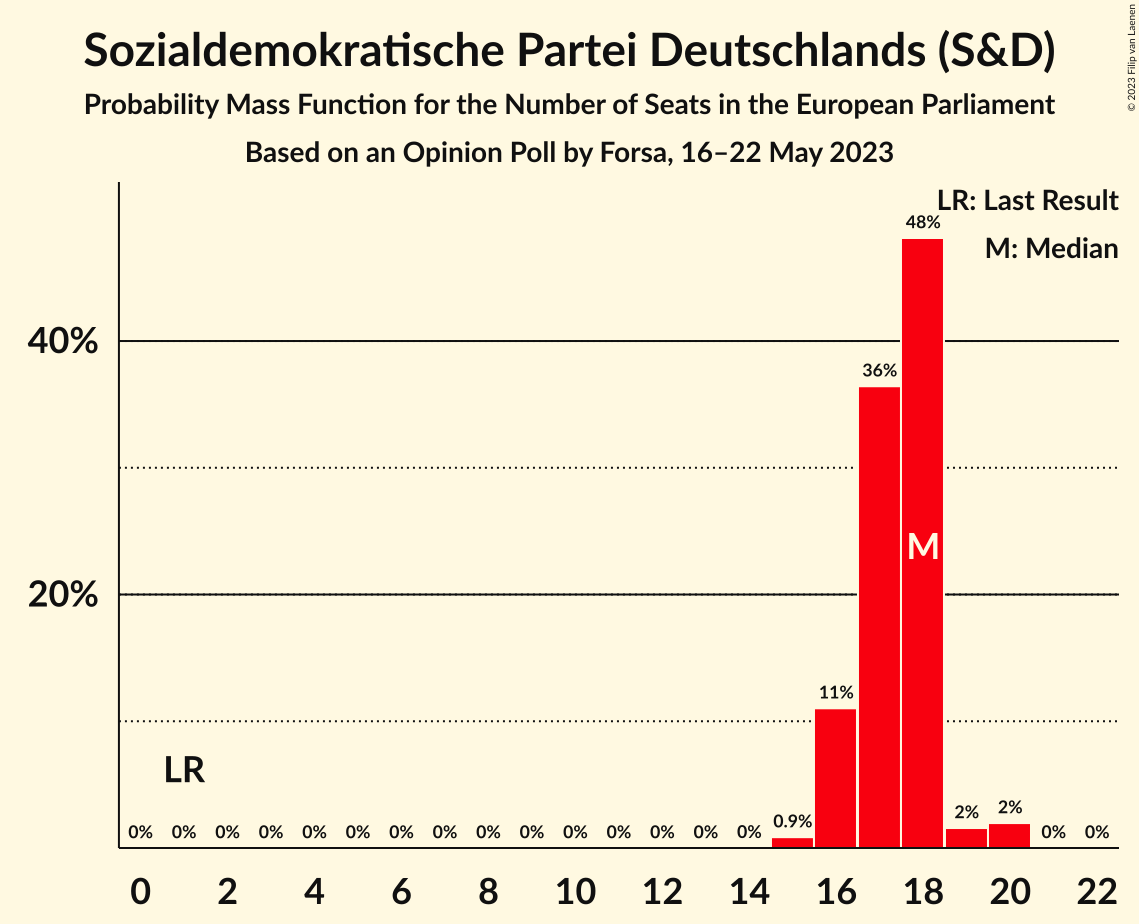 Sozialdemokratische Partei Deutschlands (S&D)
Probability Mass Function for the Number of Seats in the European Parliament
Based on an Opinion Poll by Forsa, 16–22 May 2023
© 2023 Filip van Laenen
LR: Last Result
M: Median
48%
40%
36%
M
20%
11%
LR
0% 0% 0% 0% 0% 0% 0% 0% 0% 0% 0% 0% 0% 0% 0% 0.9% 2% 2% 0% 0%
0 2 4 6 8 10 12 14 16 18 20 22